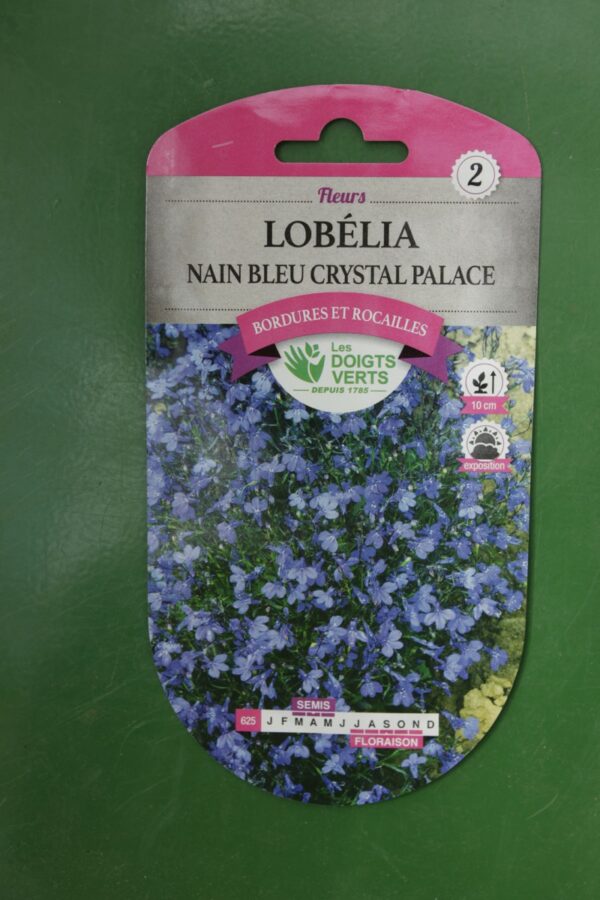 2
Fleurs
LOBÉLIA
NAIN BLEU CRYSTAL PALACE
BORDURES ET ROCAILLES
Les
DOIGTS
VERTS
DEPUIS 1785
10 cm
exposition
SEMIS
625 J F M A M J J A S O N D
FLORAISON